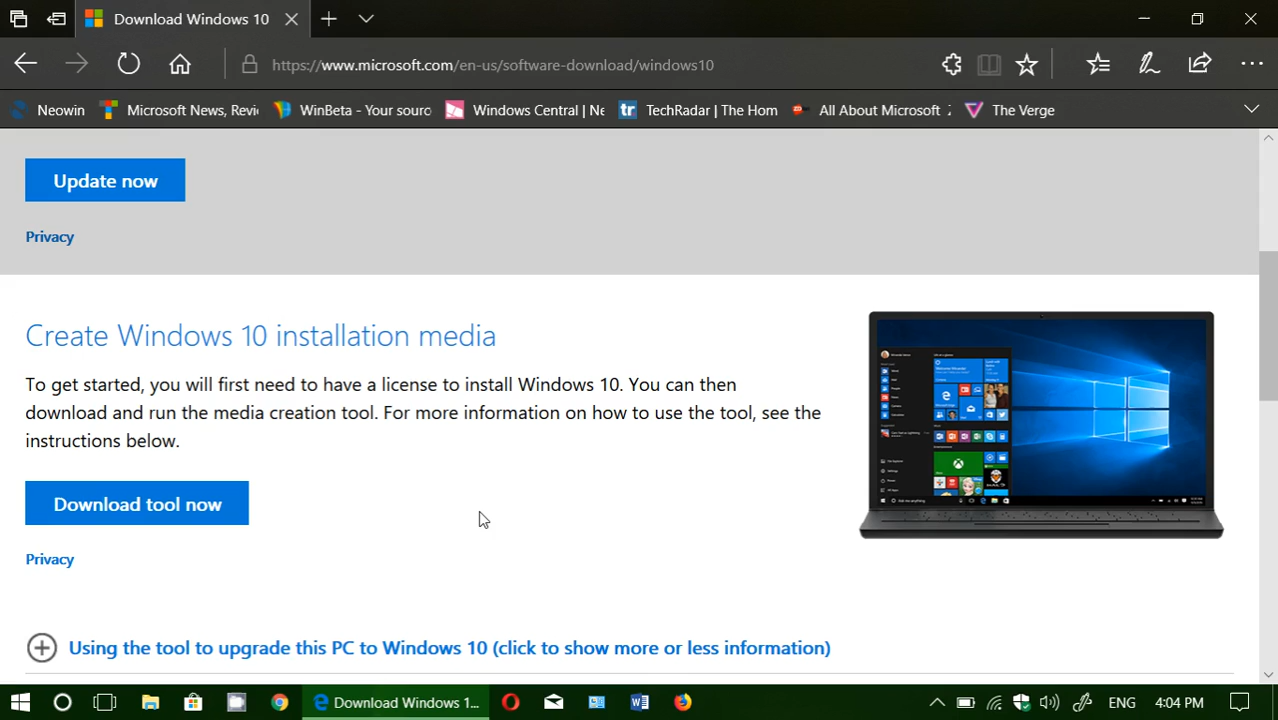 Download Windows 10
https://www.microsoft.com/en-us/software-download/windows10
Neowin Microsoft News, Revi WinBeta - Your sourc Windows Central | Ne TechRadar | The Hom All About Microsoft The Verge
Update now
Privacy
Create Windows 10 installation media
To get started, you will first need to have a license to install Windows 10. You can then
download and run the media creation tool. For more information on how to use the tool, see the
instructions below.
Download tool now
Privacy
Using the tool to upgrade this PC to Windows 10 (click to show more or less information)
Download Windows 1... ENG 4:04 PM